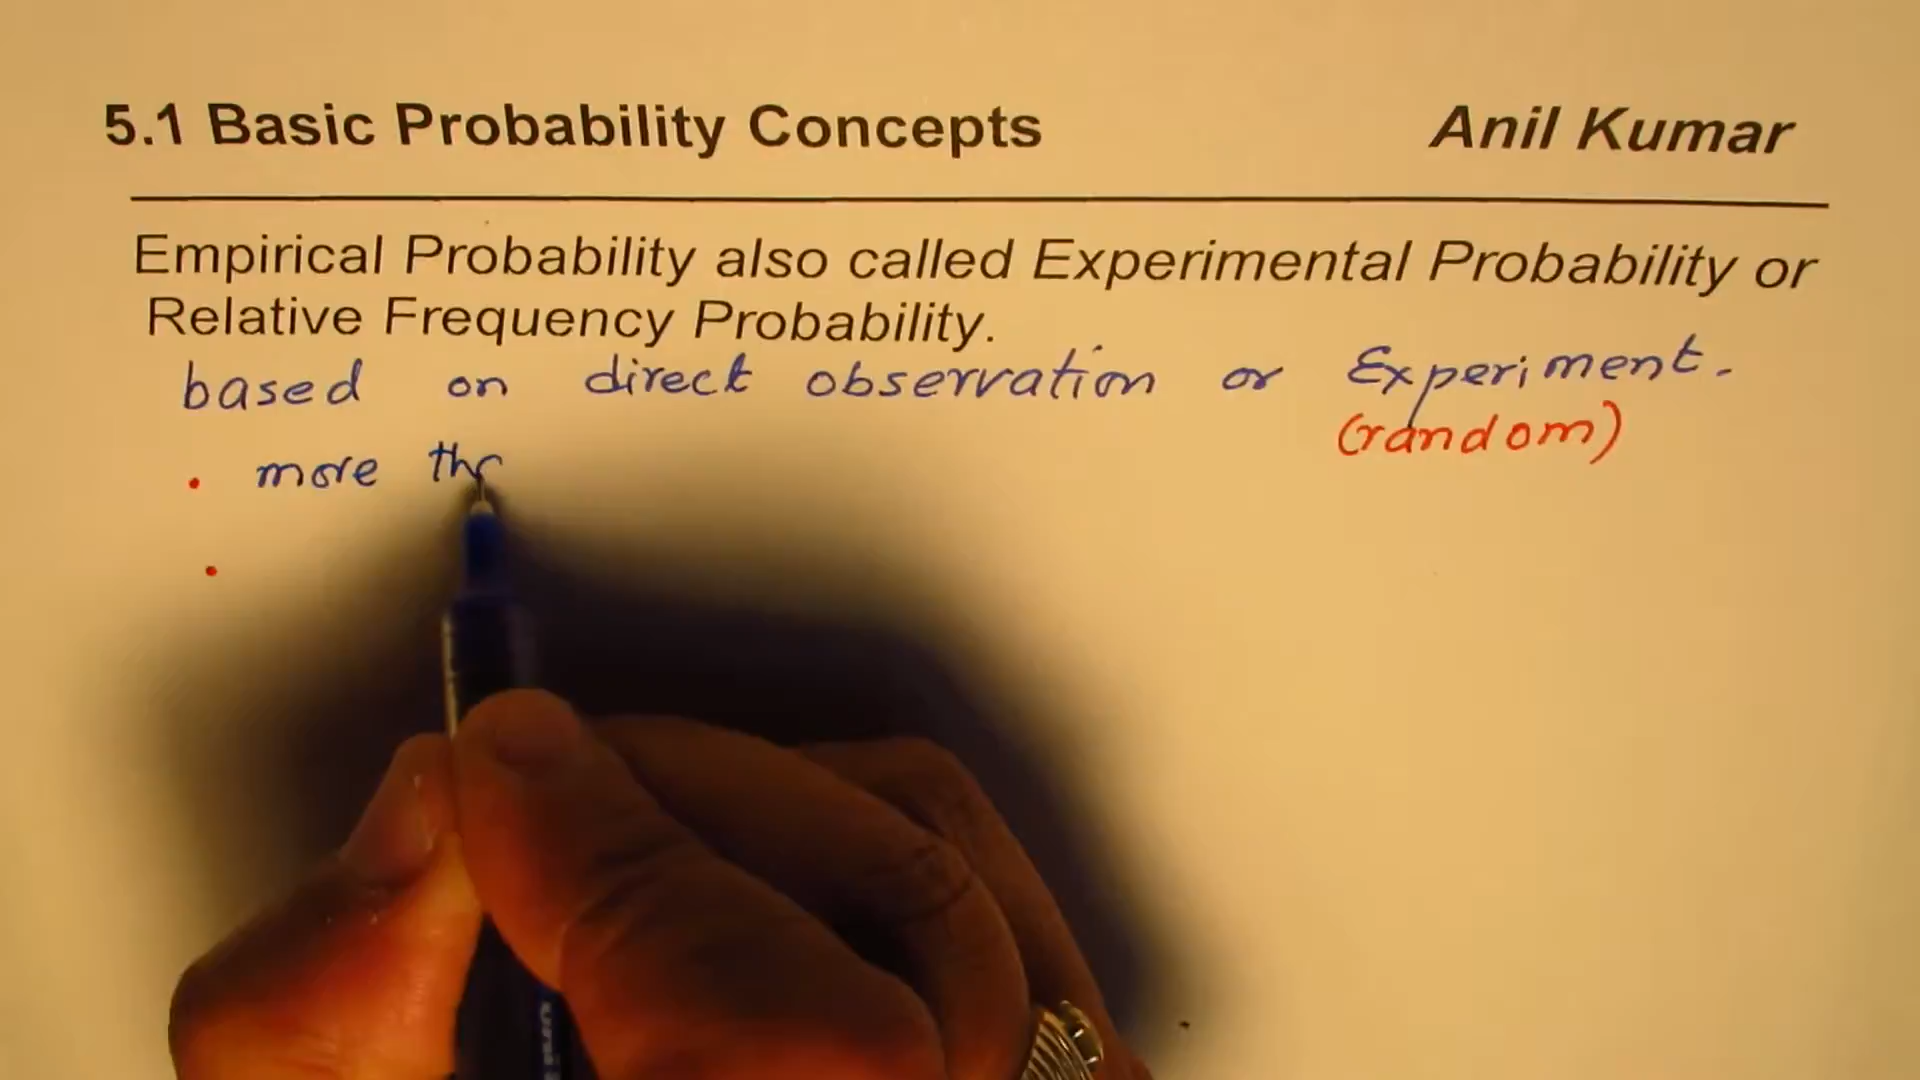 5.1 Basic Probability Concepts Anil Kumar
Empirical Probability also called Experimental Probability or
Relative Frequency Probability.
based on direct observation or Experiment.
(random)
• more
•